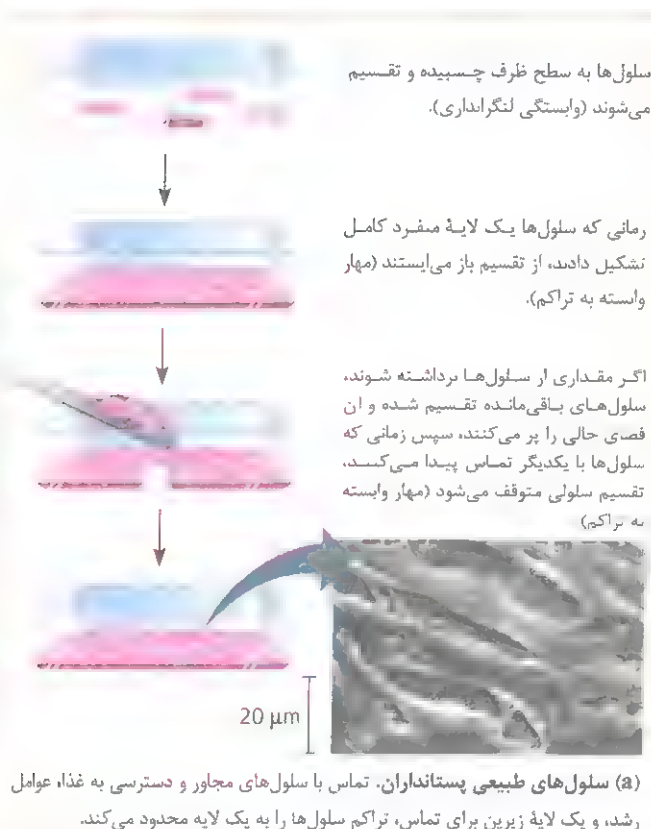 سلول‌ها به سطح ظرف چسبیده و تقسیم
می‌شوند (وابستگی لنگرانداری).
زمانی که سلول‌ها یک لایهٔ منفرد کامل
تشکیل دادند، از تقسیم باز می‌ایستند (مهار
وابسته به تراکم).
اگر مقداری از سلول‌ها برداشته شوند،
سلول‌های باقی‌مانده تقسیم شده و آن
فضای خالی را پر می‌کنند، سپس زمانی که
سلول‌ها با یکدیگر تماس پیدا می‌کنند،
تقسیم سلولی متوقف می‌شود (مهار وابسته
به تراکم)
20 µm
(a) سلول‌های طبیعی پستانداران. تماس با سلول‌های مجاور و دسترسی به غذا، عوامل
رشد، و یک لایهٔ زیرین برای تماس، تراکم سلول‌ها را به یک لایه محدود می‌کند.